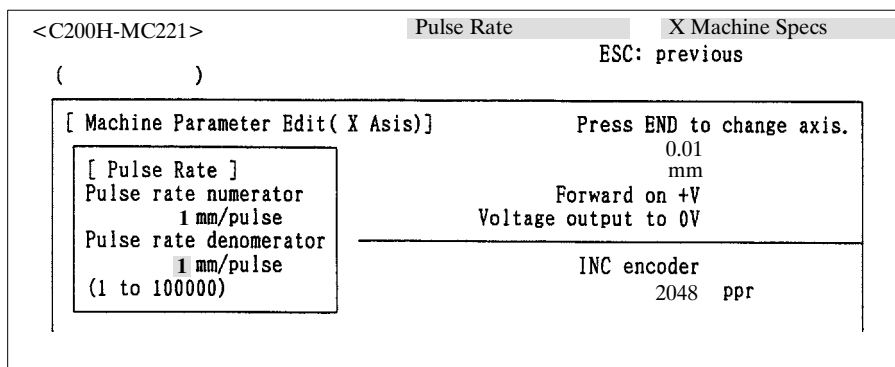 <C200H-MC221> Pulse Rate X Machine Specs
ESC: previous
( )
[ Machine Parameter Edit( X Asis)] Press END to change axis.
0.01
[ Pulse Rate ] mm
Pulse rate numerator Forward on +V
1 mm/pulse Voltage output to 0V
Pulse rate denomerator
1 mm/pulse INC encoder
(1 to 100000) 2048 ppr